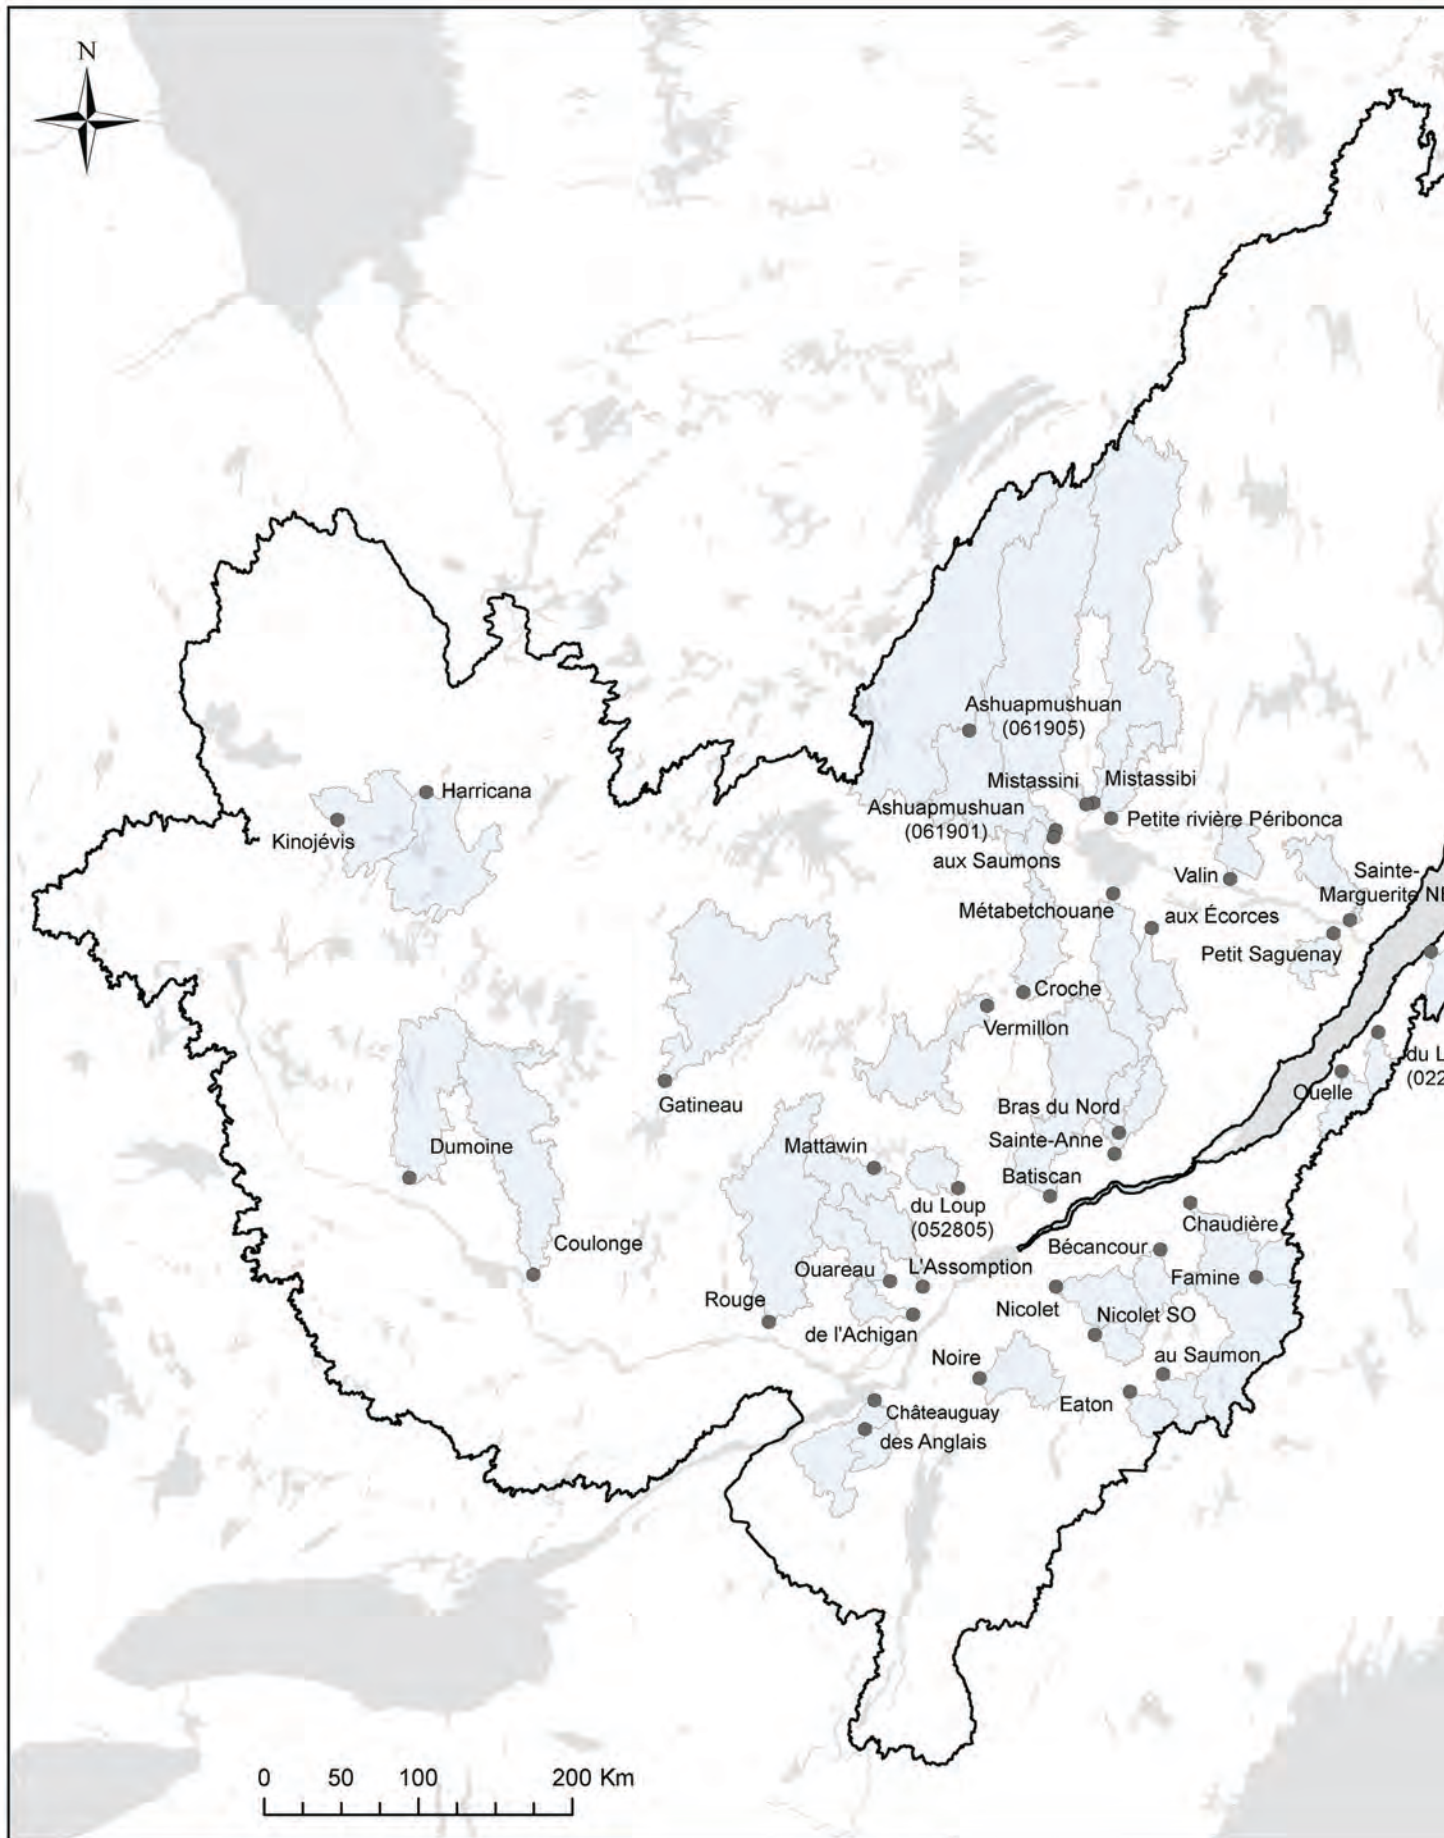 N
Ashuapmushuan
(061905)
Mistassini
Mistassibi
Harricana
Kinojévis
Ashuapmushuan
(061901)
Petite rivière Péribonca
aux Saumons
Valin
Sainte-
Marguerite NE
Métabetchouane
aux Écorces
Petit Saguenay
Croche
Vermillon
Gatineau
Ouelle
du L
(022
Bras du Nord
Sainte-Anne
Dumoine
Mattawin
Batiscan
du Loup
(052805)
Chaudière
Bécancour
Coulonge
Ouareau
L'Assomption
Famine
Rouge
Nicolet
Nicolet SO
de l'Achigan
Noire
au Saumon
Eaton
Châteauguay
des Anglais
0 50 100 200 Km